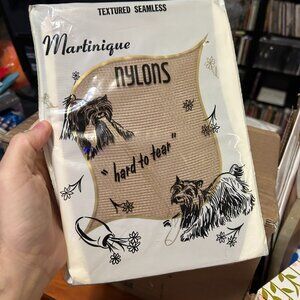 TEXTURED SEAMLESS
Martinique
NYLONS
"hard to tear"